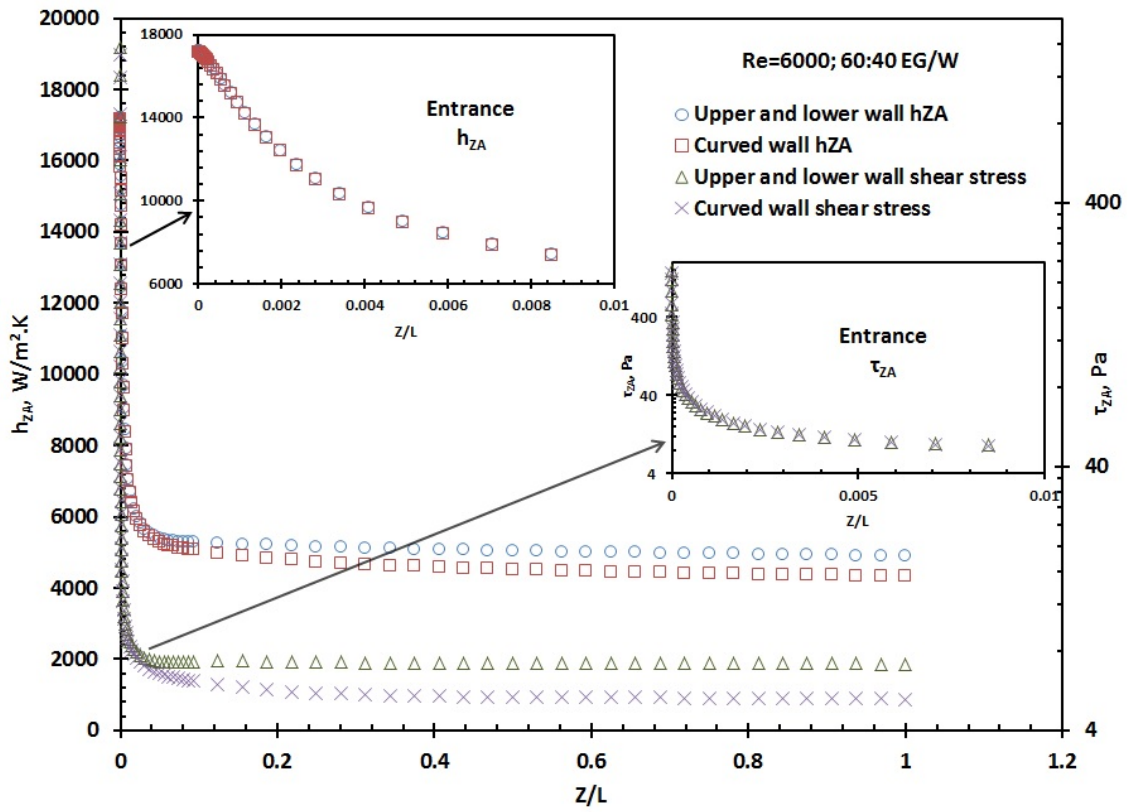 Re=6000; 60:40 EG/W
Upper and lower wall hZA
Curved wall hZA
Upper and lower wall shear stress
Curved wall shear stress
20000
18000
16000
14000
12000
10000
8000
6000
4000
2000
0
h_ZA, W/m².K
0
0.2
0.4
0.6
0.8
1
1.2
Z/L
400
40
4
τ_ZA, Pa
18000
14000
10000
6000
Entrance
h_ZA
0
0.002
0.004
0.006
0.008
0.01
Z/L
400
40
4
τ_ZA, Pa
Entrance
τ_ZA
0
0.005
0.01
Z/L